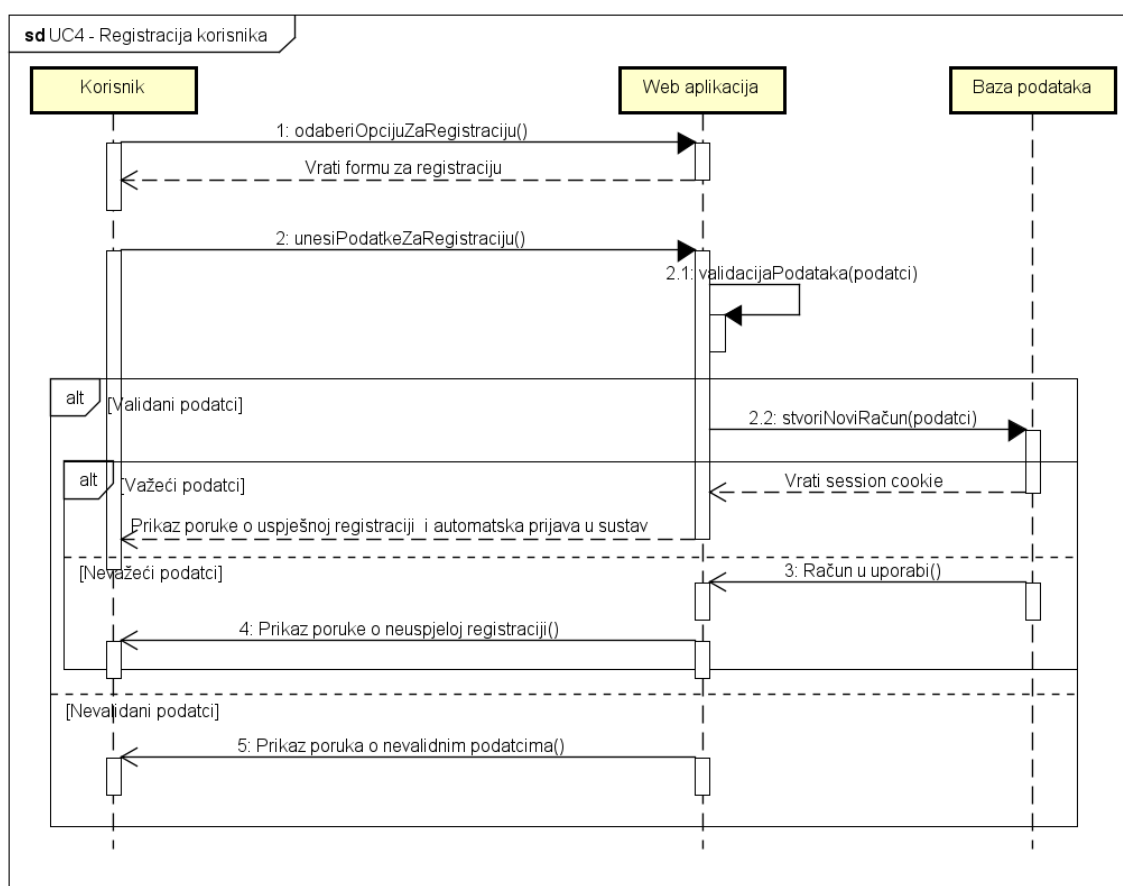 sd UC4 - Registracija korisnika
Korisnik
Web aplikacija
Baza podataka
1: odaberiOpcijuZaRegistraciju()
Vrati formu za registraciju
2: unesiPodatkeZaRegistraciju()
2.1: validacijaPodataka(podatci)
alt
[Validani podatci]
2.2: stvoriNoviRačun(podatci)
alt
[Važeći podatci]
Vrati session cookie
Prikaz poruke o uspješnoj registraciji i automatska prijava u sustav
[Nevažeći podatci]
3: Račun u uporabi()
4: Prikaz poruke o neuspjeloj registraciji()
[Nevalidani podatci]
5: Prikaz poruka o nevalidnim podatcima()